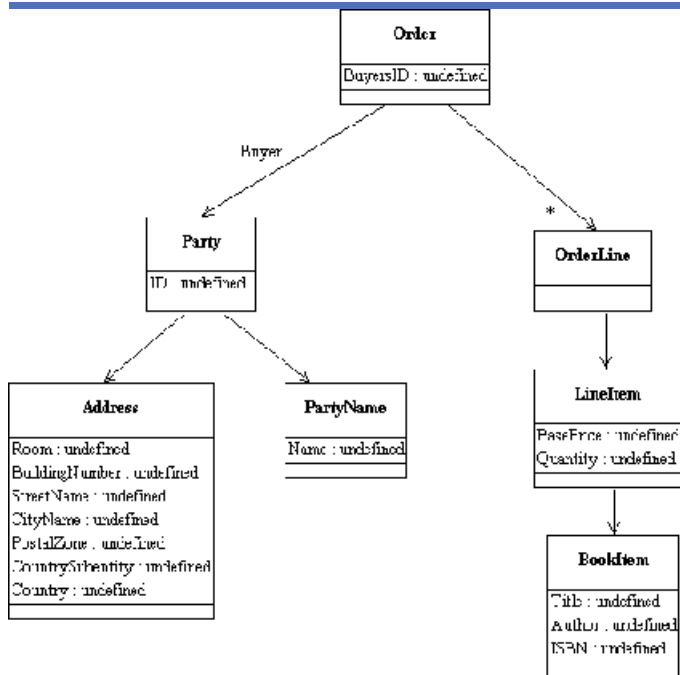 Order
BuyersID : undefined
Buyer
*
Party
ID : undefined
OrderLine
Address
Room : undefined
BuildingNumber : undefined
StreetName : undefined
CityName : undefined
PostalZone : undefined
CountrySubentity : undefined
Country : undefined
PartyName
Name : undefined
LineItem
BasePrice : undefined
Quantity : undefined
BookItem
Title : undefined
Author : undefined
ISBN : undefined